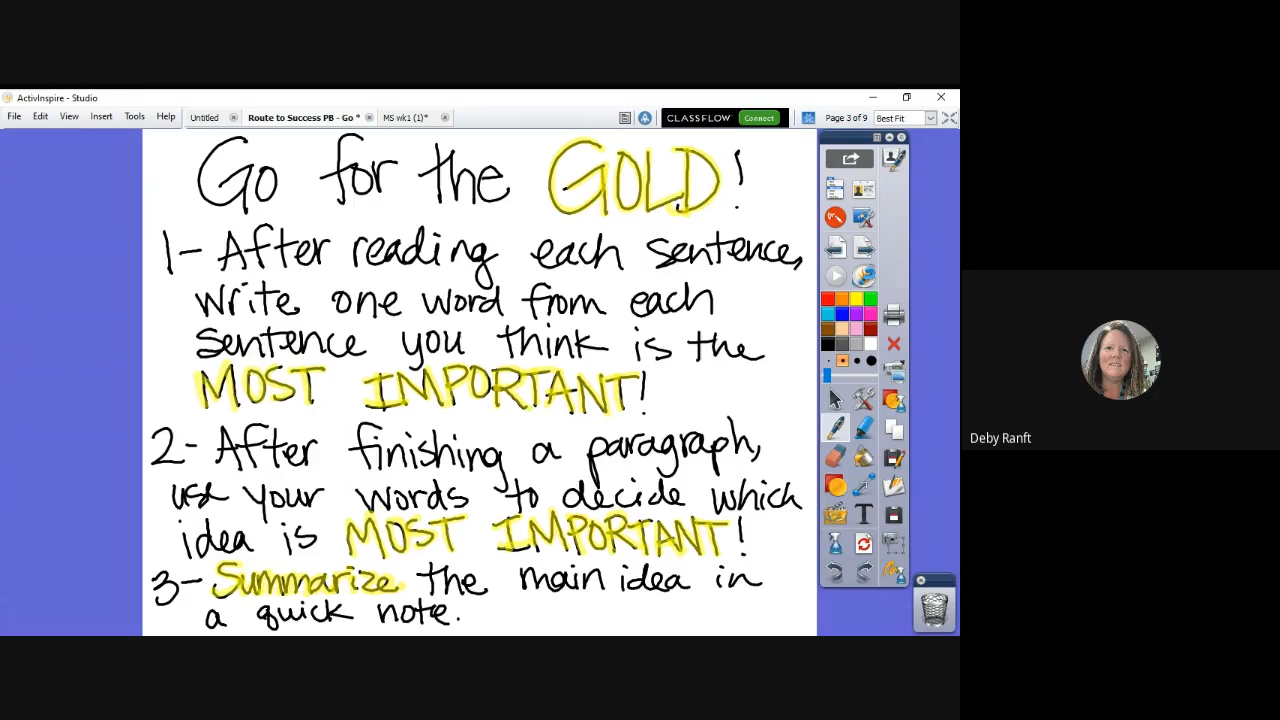 ActivInspire - Studio
File Edit View Insert Tools Help Untitled Route to Success PB - Go * MS wk1 (1)* CLASSFLOW Connect Page 3 of 9 Best Fit
Go for the GOLD!
1- After reading each sentence,
write one word from each
sentence you think is the
MOST IMPORTANT!
2- After finishing a paragraph,
use your words to decide which
idea is MOST IMPORTANT!
3- Summarize the main idea in
a quick note.
Deby Ranft